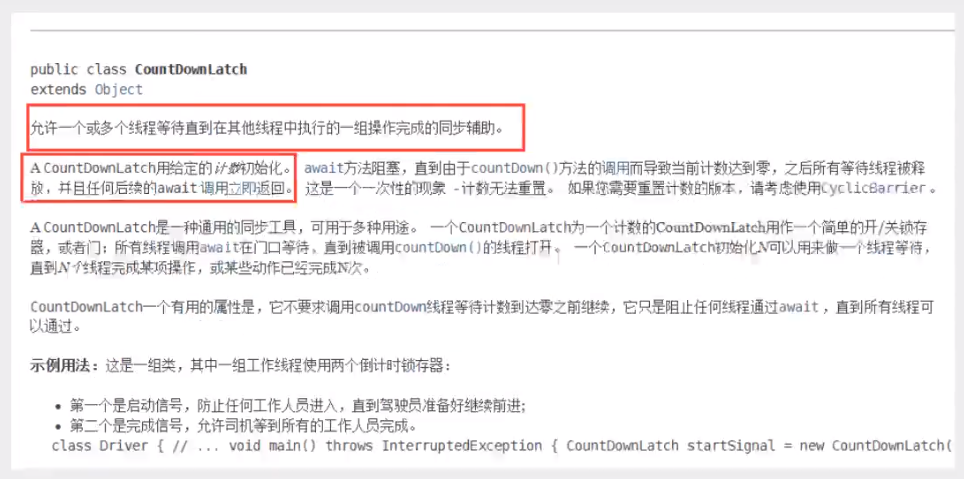 public class CountDownLatch
extends Object
允许一个或多个线程等待直到在其他线程中执行的一组操作完成的同步辅助。
A CountDownLatch用给定的计数初始化。 await方法阻塞，直到由于countDown()方法的调用而导致当前计数达到零，之后所有等待线程被释
放，并且任何后续的await 调用立即返回。 这是一个一次性的现象 -计数无法重置。 如果您需要重置计数的版本，请考虑使用CyclicBarrier 。
A CountDownLatch是一种通用的同步工具，可用于多种用途。 一个CountDownLatch为一个计数的CountDownLatch用作一个简单的开/关锁存
器，或者门：所有线程调用await在门口等待，直到被调用countDown()的线程打开。 一个CountDownLatch初始化N可以用来做一个线程等待，
直到N个线程完成某项操作，或某些动作已经完成N次。
CountDownLatch一个有用的属性是，它不要求调用countDown线程等待计数到达零之前继续，它只是阻止任何线程通过await ，直到所有线程可
以通过。
示例用法：这是一组类，其中一组工作线程使用两个倒计时锁存器：
• 第一个是启动信号，防止任何工作人员进入，直到驾驶员准备好继续前进;
• 第二个是完成信号，允许司机等到所有的工作人员完成。
class Driver { // ... void main() throws InterruptedException { CountDownLatch startSignal = new CountDownLatch(